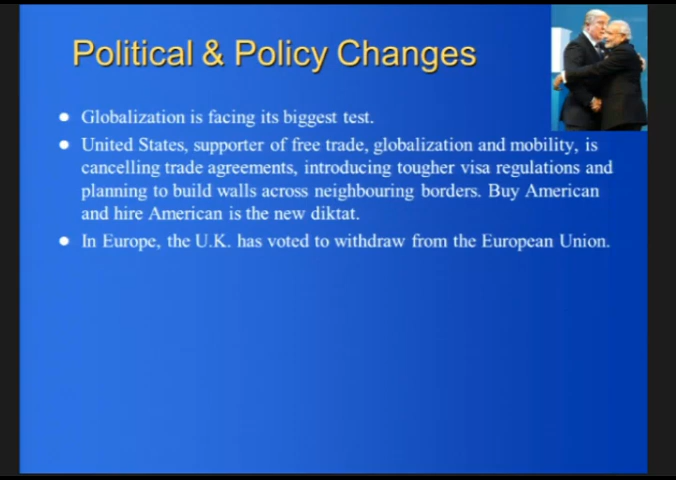 Political & Policy Changes
● Globalization is facing its biggest test.
● United States, supporter of free trade, globalization and mobility, is
cancelling trade agreements, introducing tougher visa regulations and
planning to build walls across neighbouring borders. Buy American
and hire American is the new diktat.
● In Europe, the U.K. has voted to withdraw from the European Union.